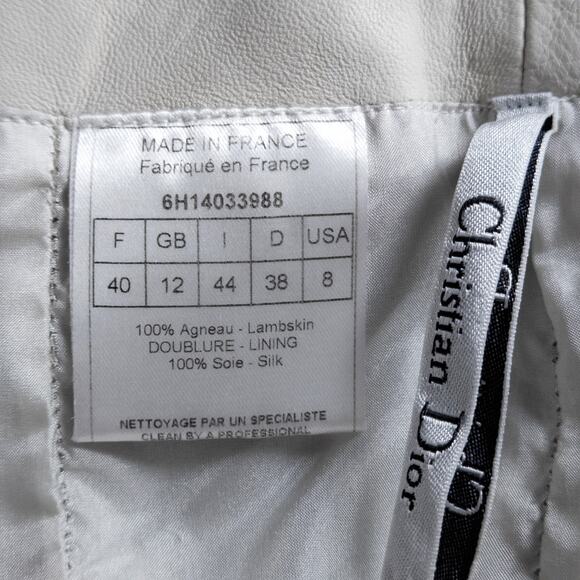 MADE IN FRANCE
Fabriqué en France
6H14033988
F GB I D USA
40 12 44 38 8
100% Agneau - Lambskin
DOUBLURE - LINING
100% Soie - Silk
NETTOYAGE PAR UN SPECIALISTE
CLEAN BY A PROFESSIONAL
Christian Dior